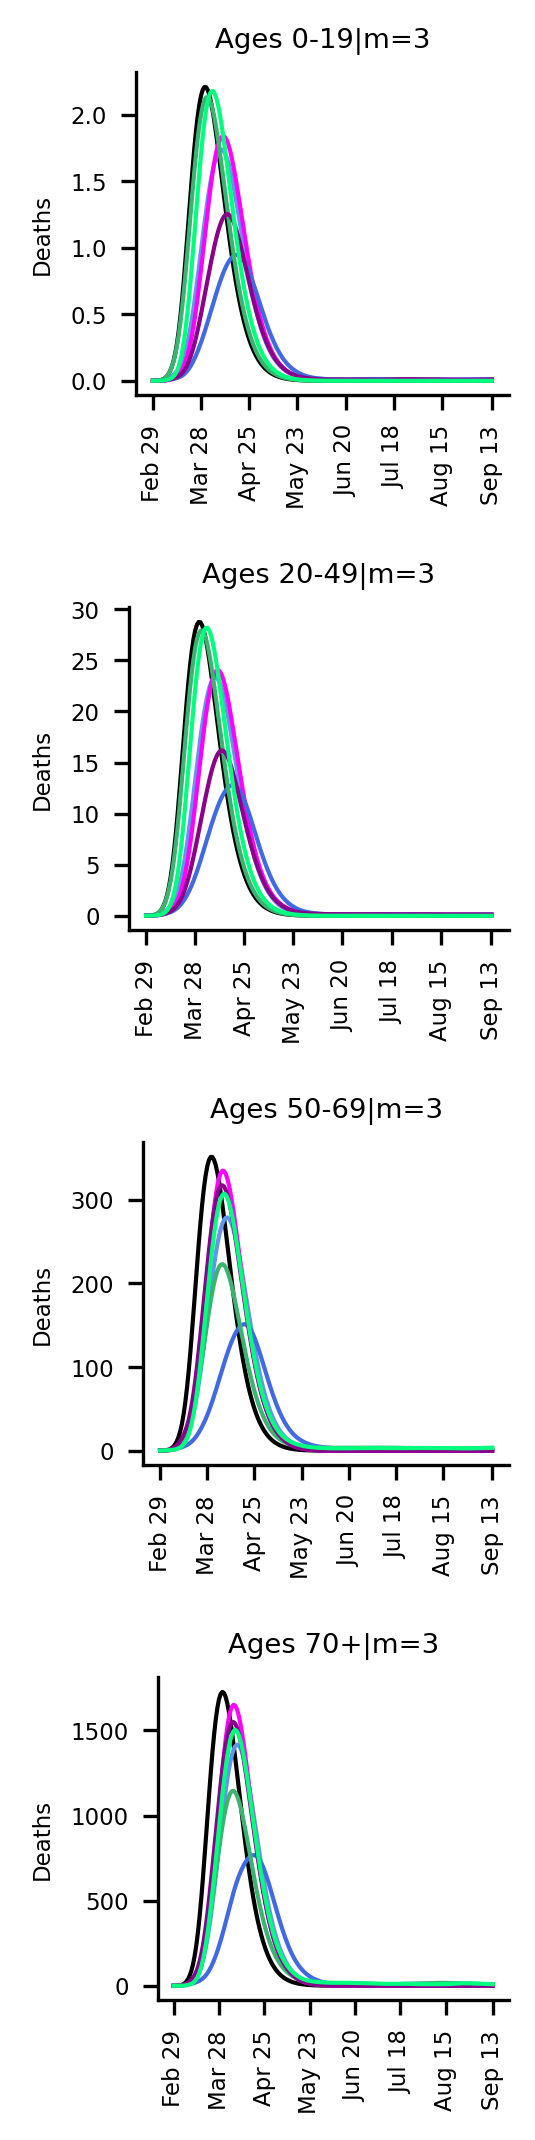 Ages 0-19|m=3
Deaths
2.0
1.5
1.0
0.5
0.0
Feb 29
Mar 28
Apr 25
May 23
Jun 20
Jul 18
Aug 15
Sep 13
Ages 20-49|m=3
Deaths
30
25
20
15
10
5
0
Feb 29
Mar 28
Apr 25
May 23
Jun 20
Jul 18
Aug 15
Sep 13
Ages 50-69|m=3
Deaths
300
200
100
0
Feb 29
Mar 28
Apr 25
May 23
Jun 20
Jul 18
Aug 15
Sep 13
Ages 70+|m=3
Deaths
1500
1000
500
0
Feb 29
Mar 28
Apr 25
May 23
Jun 20
Jul 18
Aug 15
Sep 13